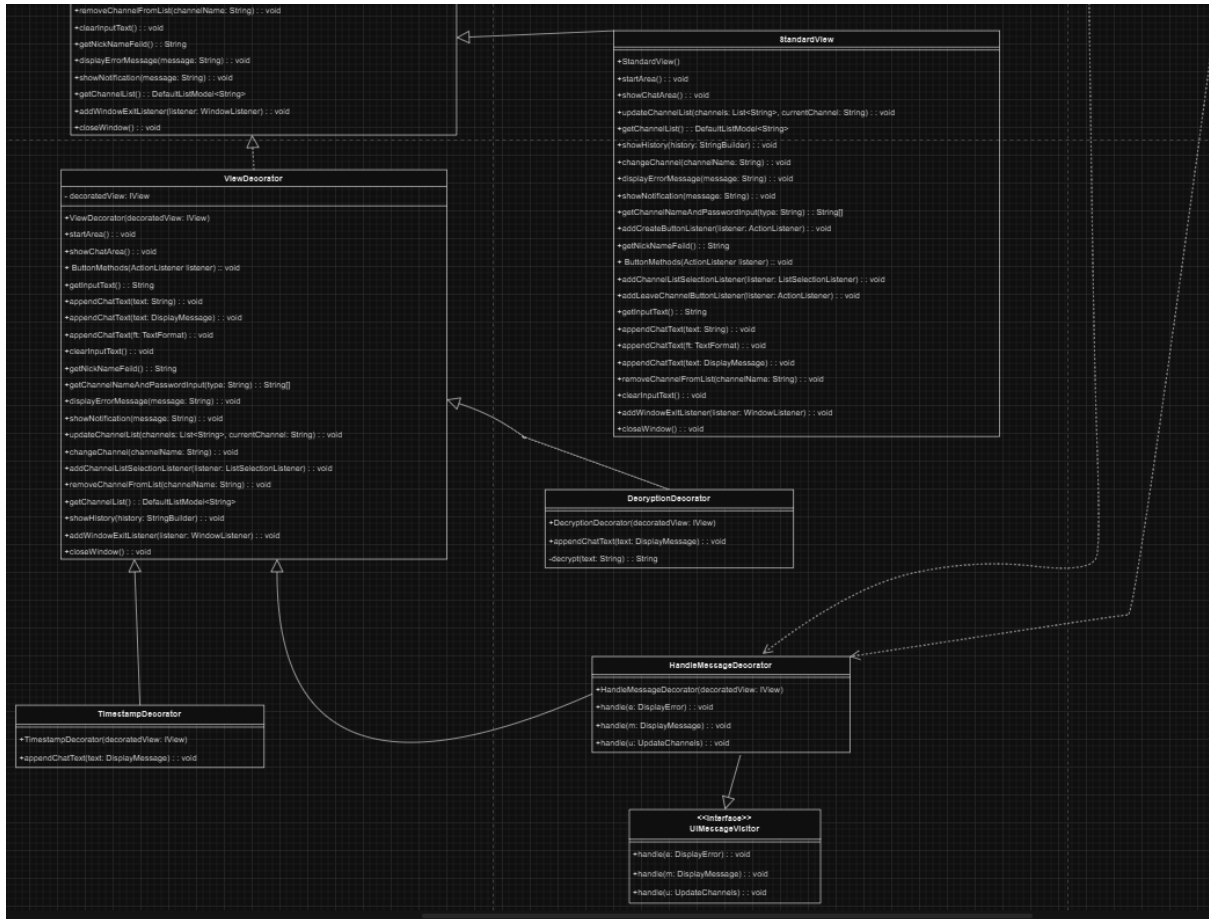 +removeChannelFromList(channelName: String) : : void
+clearInputText() : : void
+getNickNameFeild() : : String
+displayErrorMessage(message: String) : : void
+showNotification(message: String) : : void
+getChannelList() : : DefaultListModel<String>
+addWindowExitListener(listener: WindowListener) : : void
+closeWindow() : : void
StandardView
+StandardView()
+startArea() : : void
+showChatArea() : : void
+updateChannelList(channels: List<String>, currentChannel: String) : : void
+getChannelList() : : DefaultListModel<String>
+showHistory(history: StringBuilder) : : void
+changeChannel(channelName: String) : : void
+displayErrorMessage(message: String) : : void
+showNotification(message: String) : : void
+getChannelNameAndPasswordInput(type: String) : : String[]
+addCreateButtonListener(listener: ActionListener) : : void
+getNickNameFeild() : : String
+ ButtonMethods(ActionListener listener) :: void
+addChannelListSelectionListener(listener: ListSelectionListener) : : void
+addLeaveChannelButtonListener(listener: ActionListener) : : void
+getInputText() : : String
+appendChatText(text: String) : : void
+appendChatText(ft: TextFormat) : : void
+appendChatText(text: DisplayMessage) : : void
+removeChannelFromList(channelName: String) : : void
+clearInputText() : : void
+addWindowExitListener(listener: WindowListener) : : void
+closeWindow() : : void
ViewDecorator
- decoratedView: IView
+ViewDecorator(decoratedView: IView)
+startArea() : : void
+showChatArea() : : void
+ ButtonMethods(ActionListener listener) :: void
+getInputText() : : String
+appendChatText(text: String) : : void
+appendChatText(text: DisplayMessage) : : void
+appendChatText(ft: TextFormat) : : void
+clearInputText() : : void
+getNickNameFeild() : : String
+getChannelNameAndPasswordInput(type: String) : : String[]
+displayErrorMessage(message: String) : : void
+showNotification(message: String) : : void
+updateChannelList(channels: List<String>, currentChannel: String) : : void
+changeChannel(channelName: String) : : void
+addChannelListSelectionListener(listener: ListSelectionListener) : : void
+removeChannelFromList(channelName: String) : : void
+getChannelList() : : DefaultListModel<String>
+showHistory(history: StringBuilder) : : void
+addWindowExitListener(listener: WindowListener) : : void
+closeWindow() : : void
DecryptionDecorator
+DecryptionDecorator(decoratedView: IView)
+appendChatText(text: DisplayMessage) : : void
-decrypt(text: String) : : String
HandleMessageDecorator
+HandleMessageDecorator(decoratedView: IView)
+handle(e: DisplayError) : : void
+handle(m: DisplayMessage) : : void
+handle(u: UpdateChannels) : : void
TimestampDecorator
+TimestampDecorator(decoratedView: IView)
+appendChatText(text: DisplayMessage) : : void
<<Interface>>
UIMessageVisitor
+handle(e: DisplayError) : : void
+handle(m: DisplayMessage) : : void
+handle(u: UpdateChannels) : : void